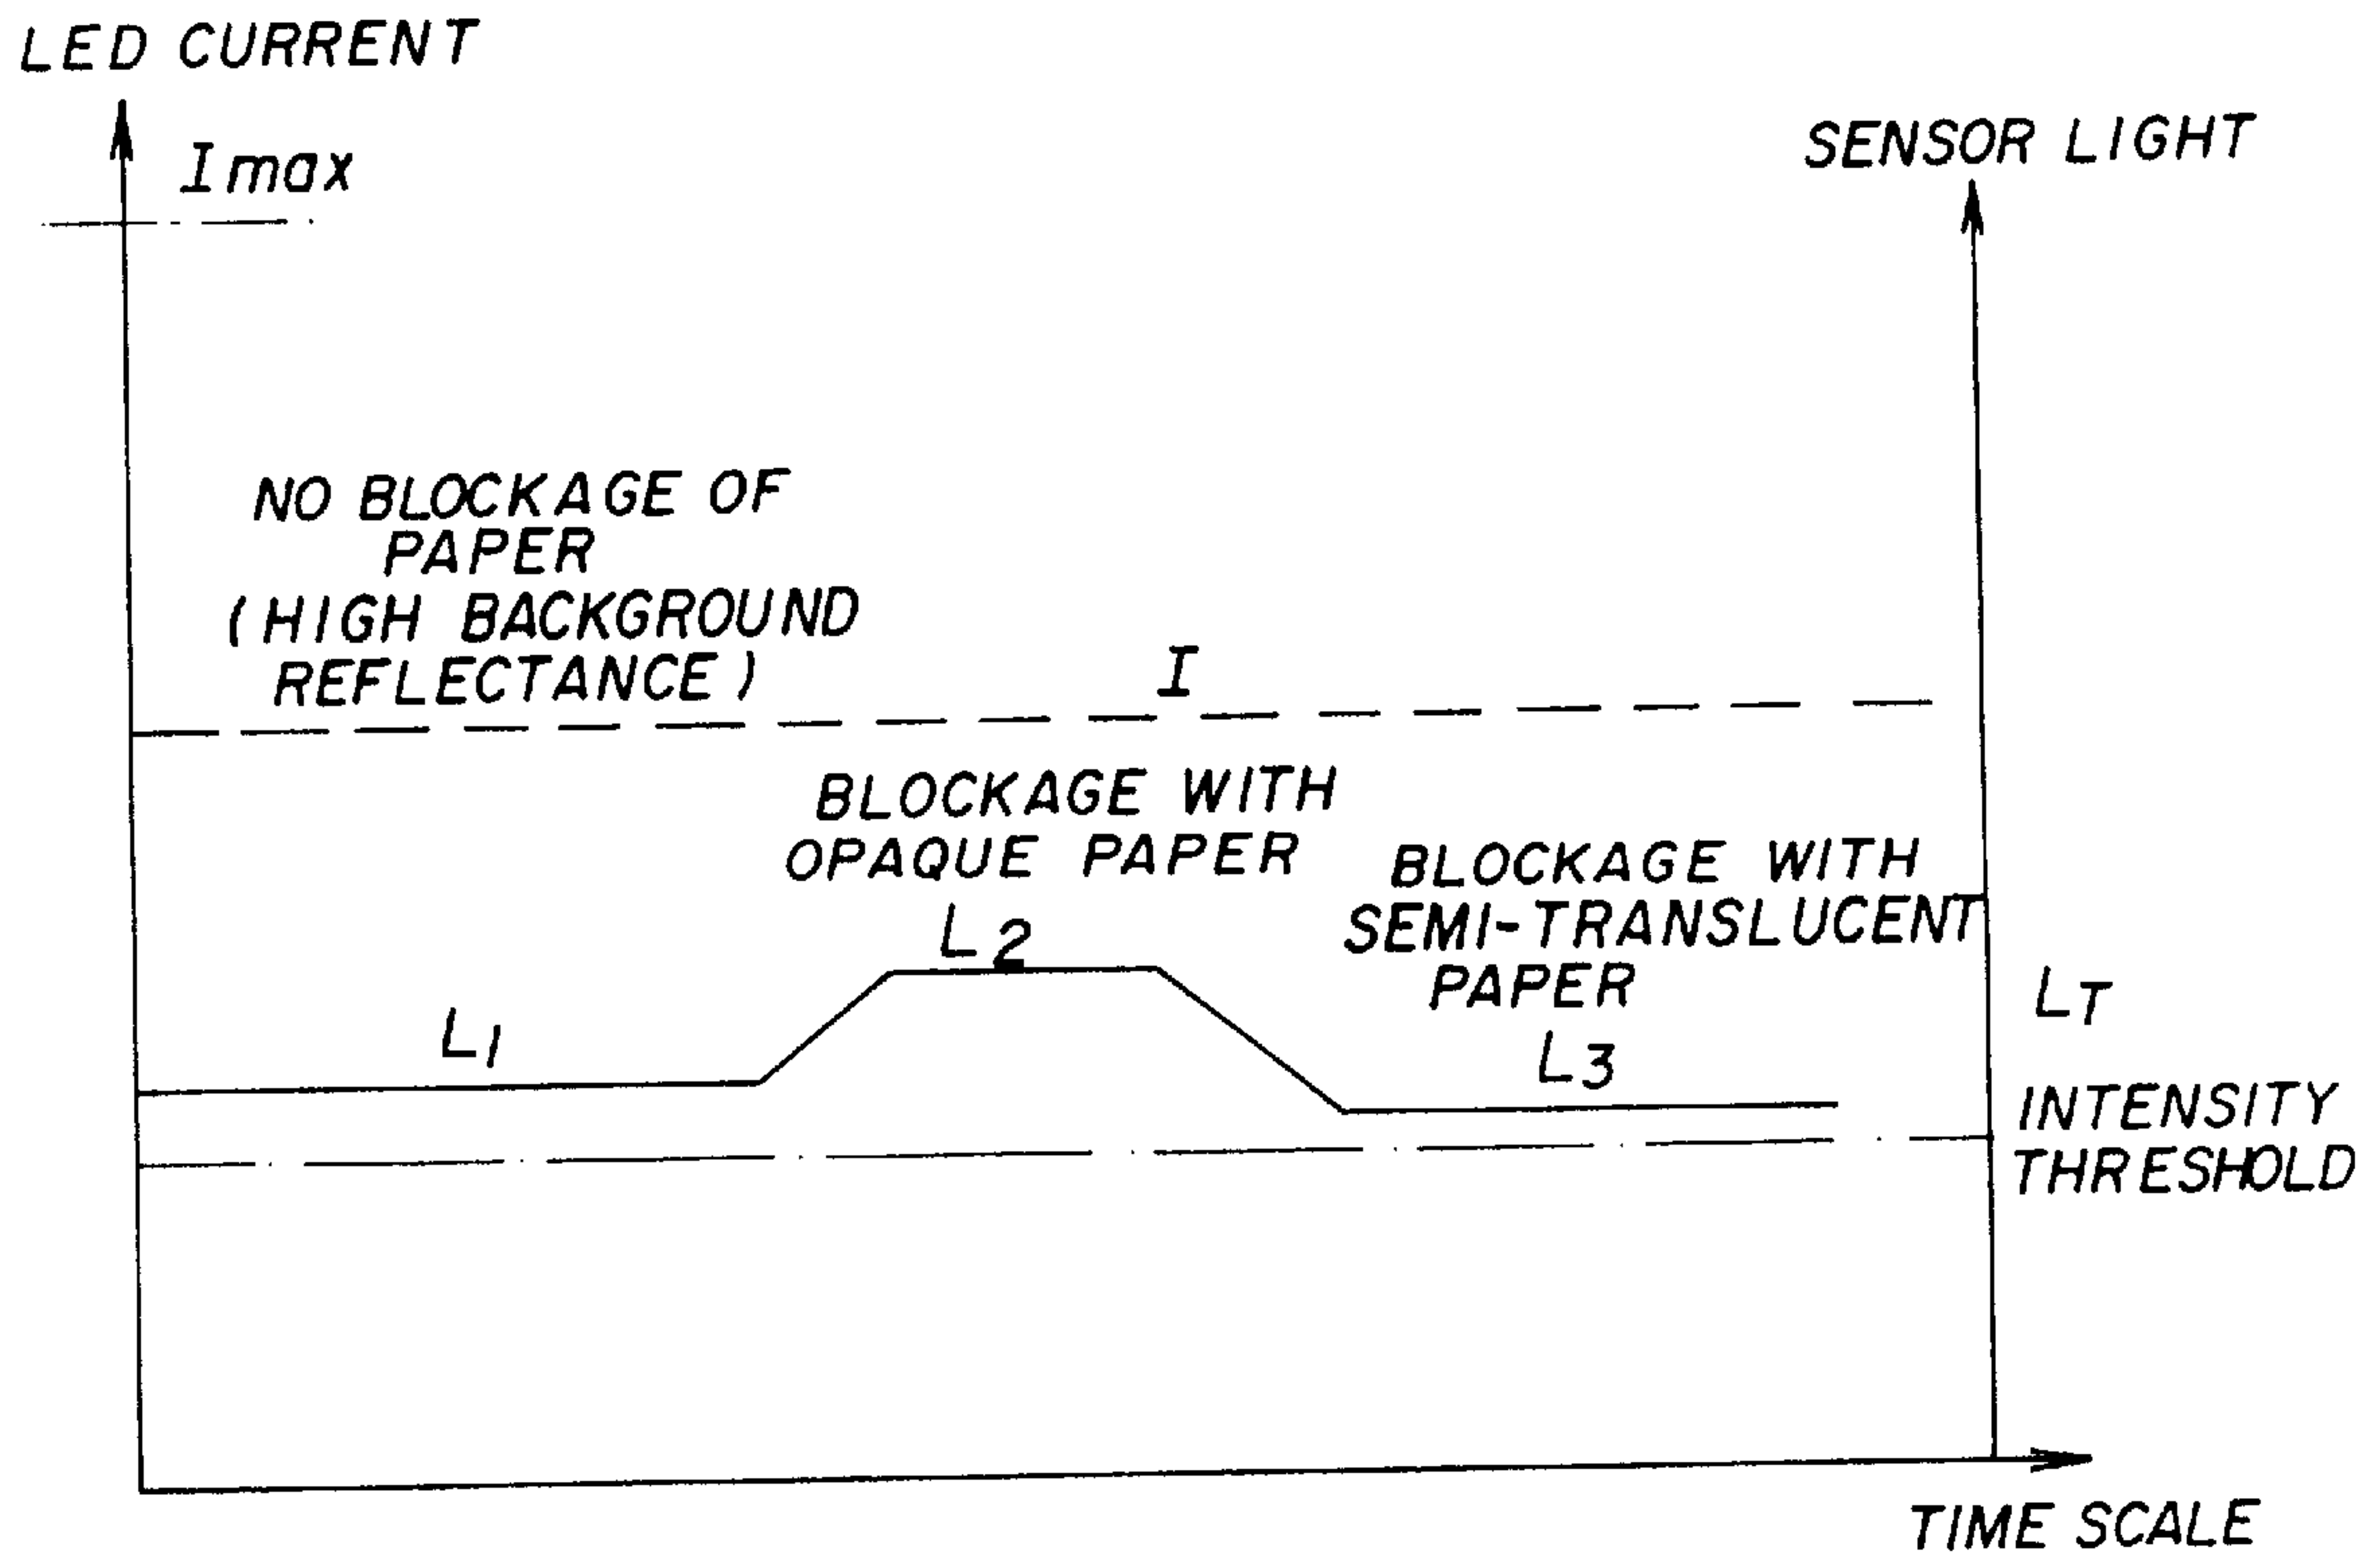 LED CURRENT
Imax
SENSOR LIGHT
NO BLOCKAGE OF
PAPER
(HIGH BACKGROUND
REFLECTANCE)
I
BLOCKAGE WITH
OPAQUE PAPER
L2
BLOCKAGE WITH
SEMI-TRANSLUCENT
PAPER
L1
L3
LT
INTENSITY
THRESHOLD
TIME SCALE